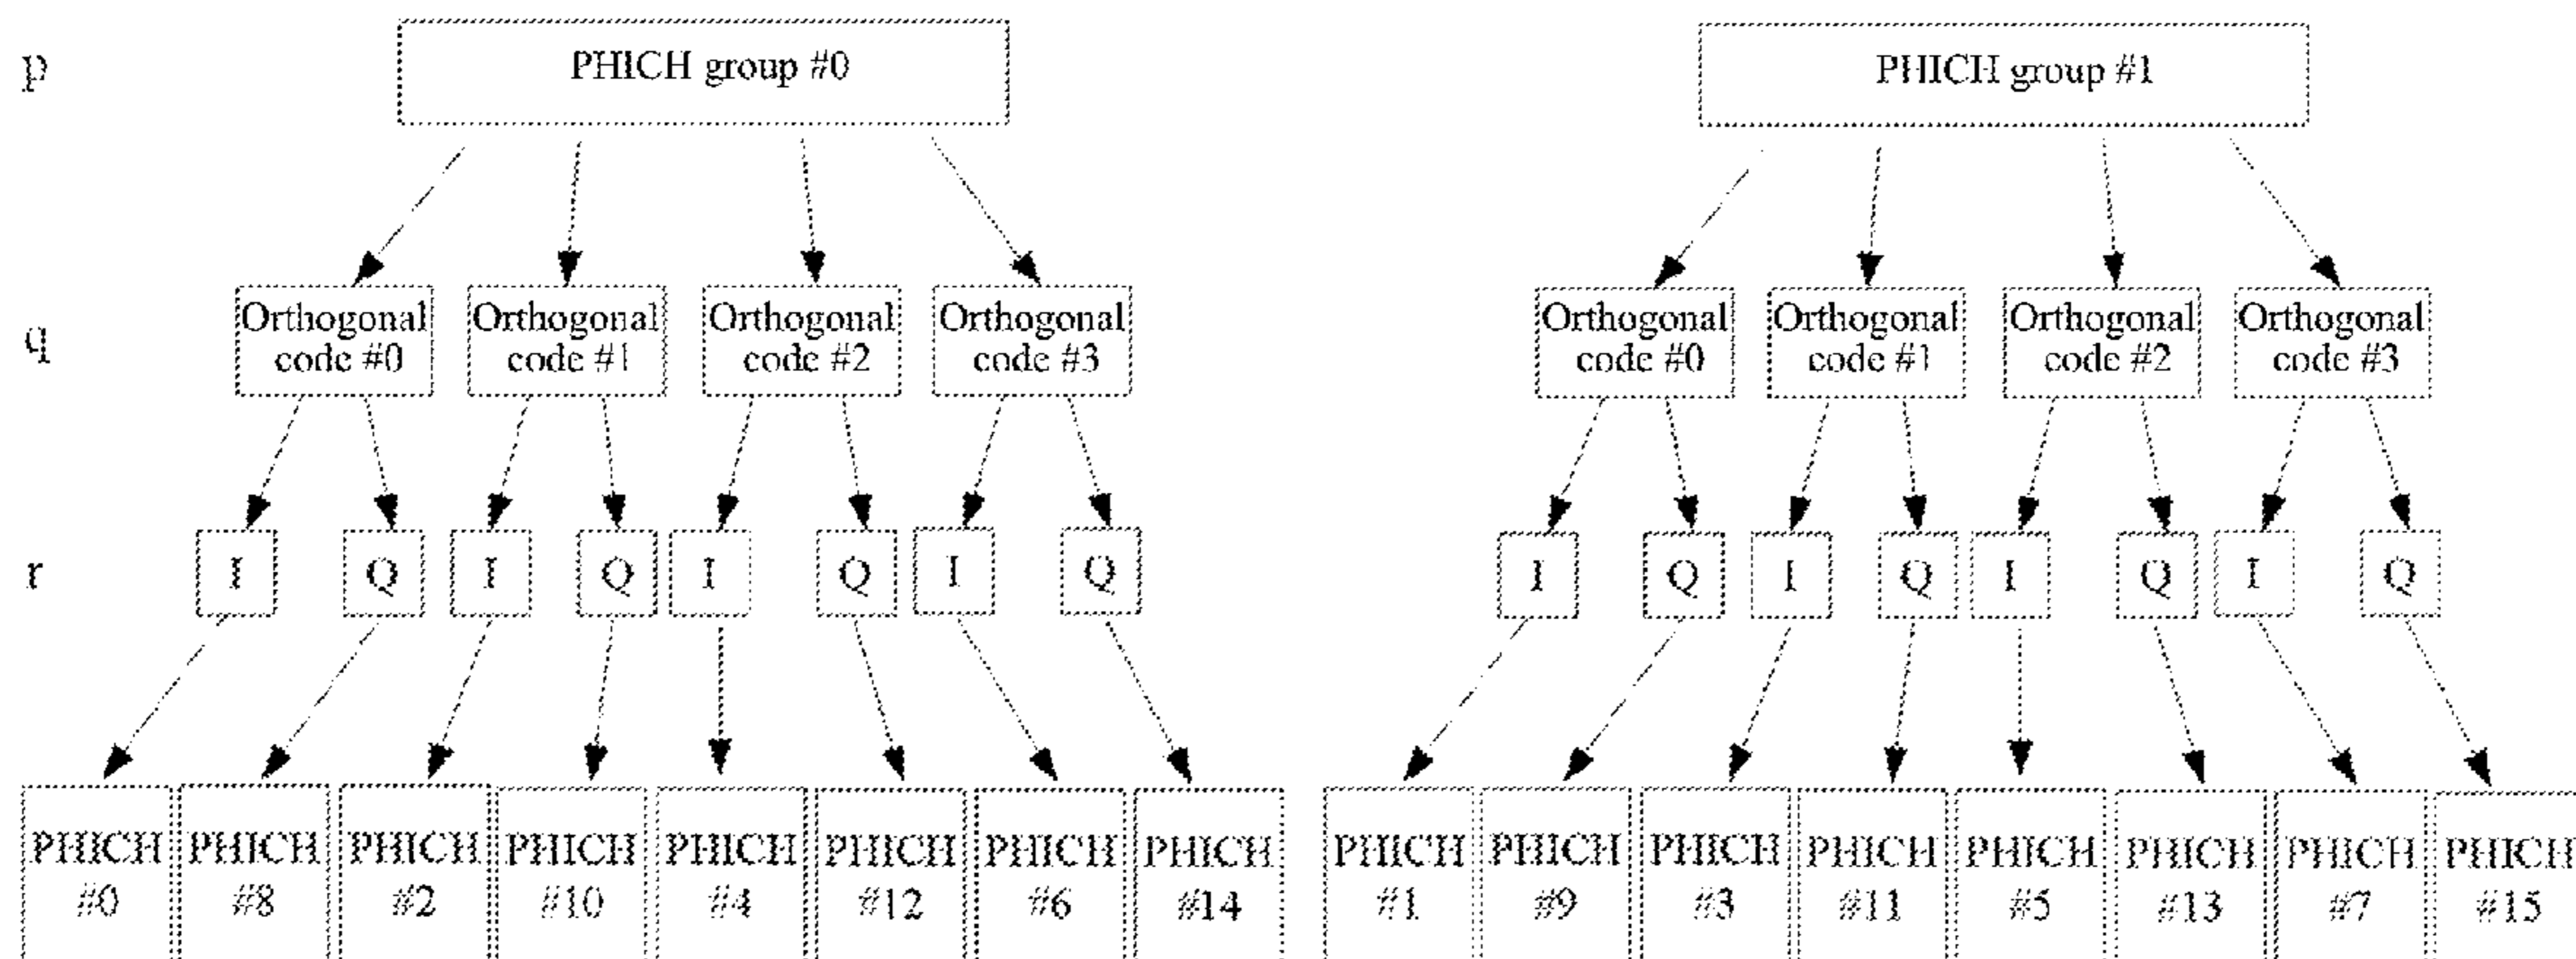 p
PHICH group #0
PHICH group #1
q
Orthogonal
code #0
Orthogonal
code #1
Orthogonal
code #2
Orthogonal
code #3
Orthogonal
code #0
Orthogonal
code #1
Orthogonal
code #2
Orthogonal
code #3
r
I
Q
I
Q
I
Q
I
Q
I
Q
I
Q
I
Q
I
Q
PHICH
#0
PHICH
#8
PHICH
#2
PHICH
#10
PHICH
#4
PHICH
#12
PHICH
#6
PHICH
#14
PHICH
#1
PHICH
#9
PHICH
#3
PHICH
#11
PHICH
#5
PHICH
#13
PHICH
#7
PHICH
#15